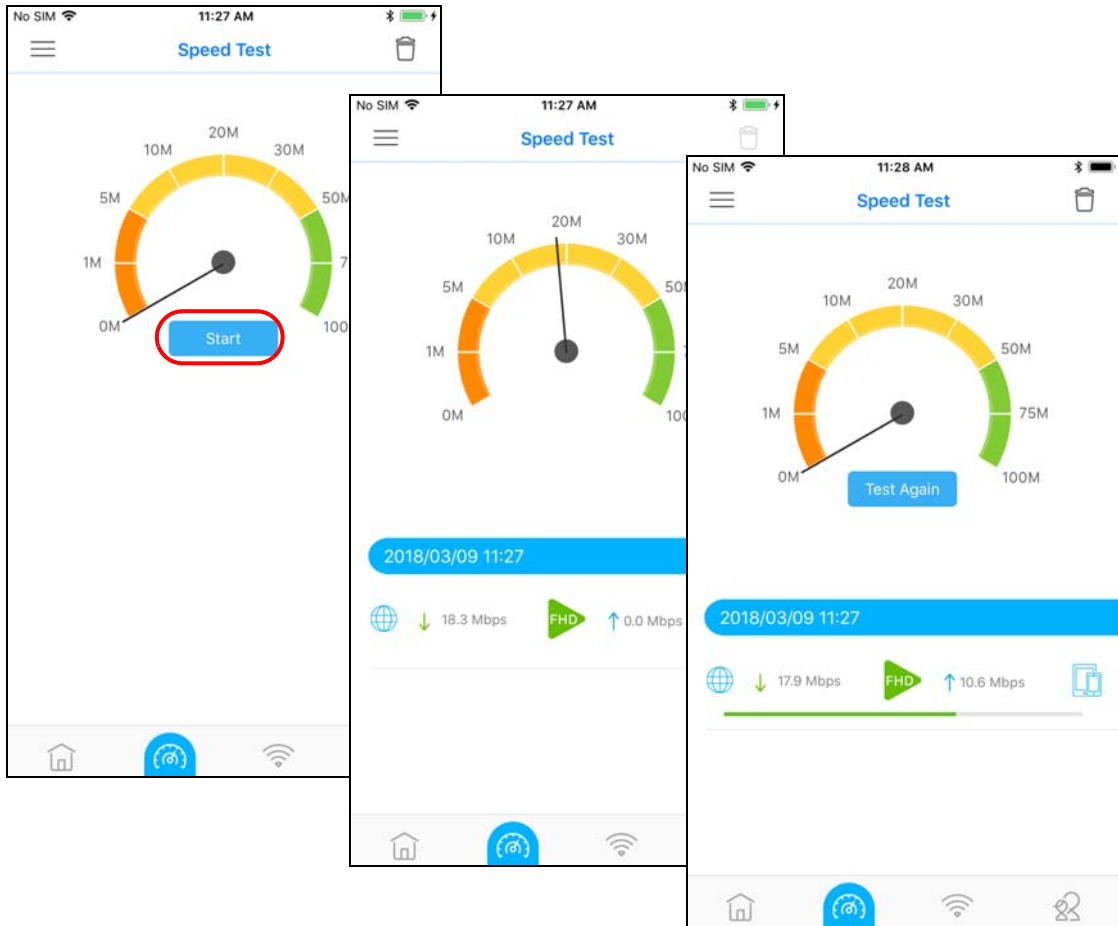 No SIM 11:27 AM
Speed Test
20M
10M 30M
5M 50M
1M 7
0M 100
Start
No SIM 11:27 AM
Speed Test
20M
10M 30M
5M 50
1M
0M 100
2018/03/09 11:27
18.3 Mbps FHD 0.0 Mbps
No SIM 11:28 AM
Speed Test
20M
10M 30M
5M 50M
1M 75M
0M 100M
Test Again
2018/03/09 11:27
17.9 Mbps FHD 10.6 Mbps